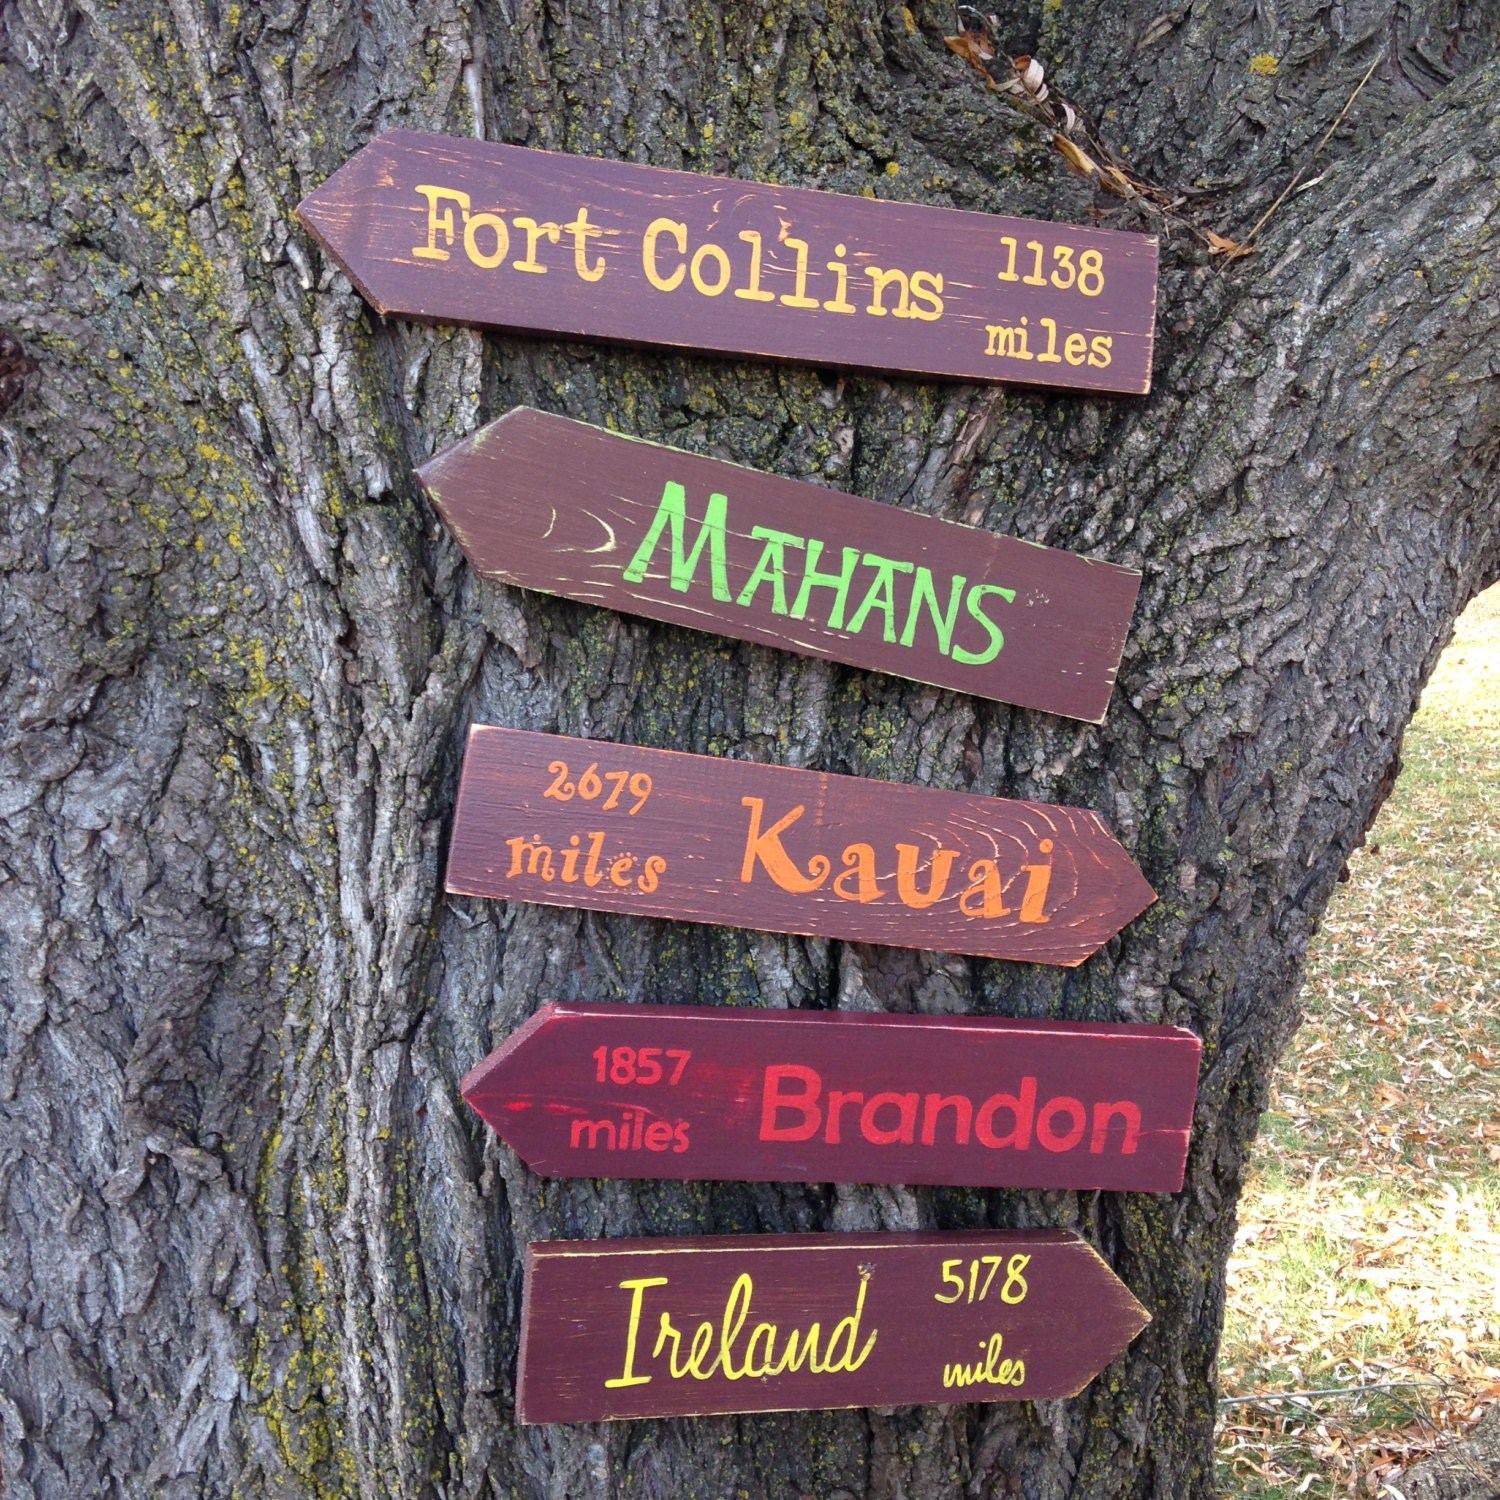 Fort Collins 1138
miles
MAHANS
2679
miles Kauai
1857
miles Brandon
Ireland 5178
miles